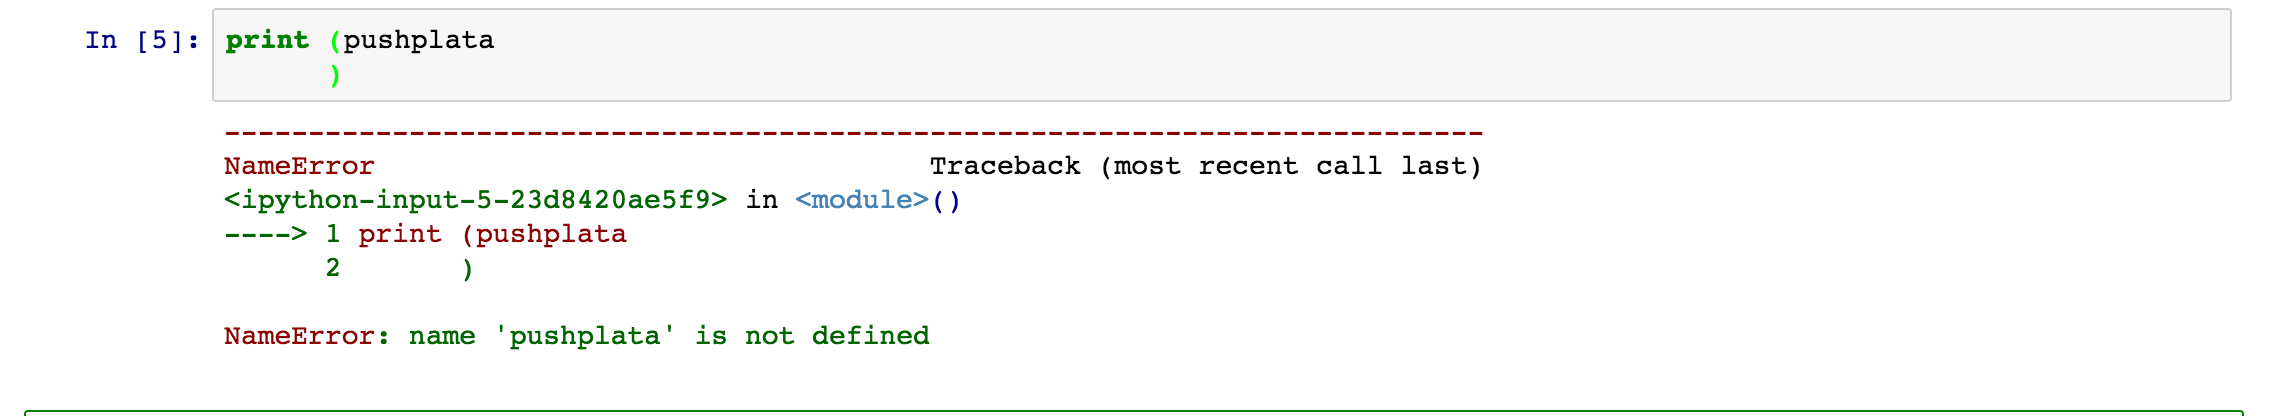 In [5]: print (pushplata
)
---------------------------------------------------------------------------
NameError                                 Traceback (most recent call last)
<ipython-input-5-23d8420ae5f9> in <module>()
----> 1 print (pushplata
      2       )
NameError: name 'pushplata' is not defined